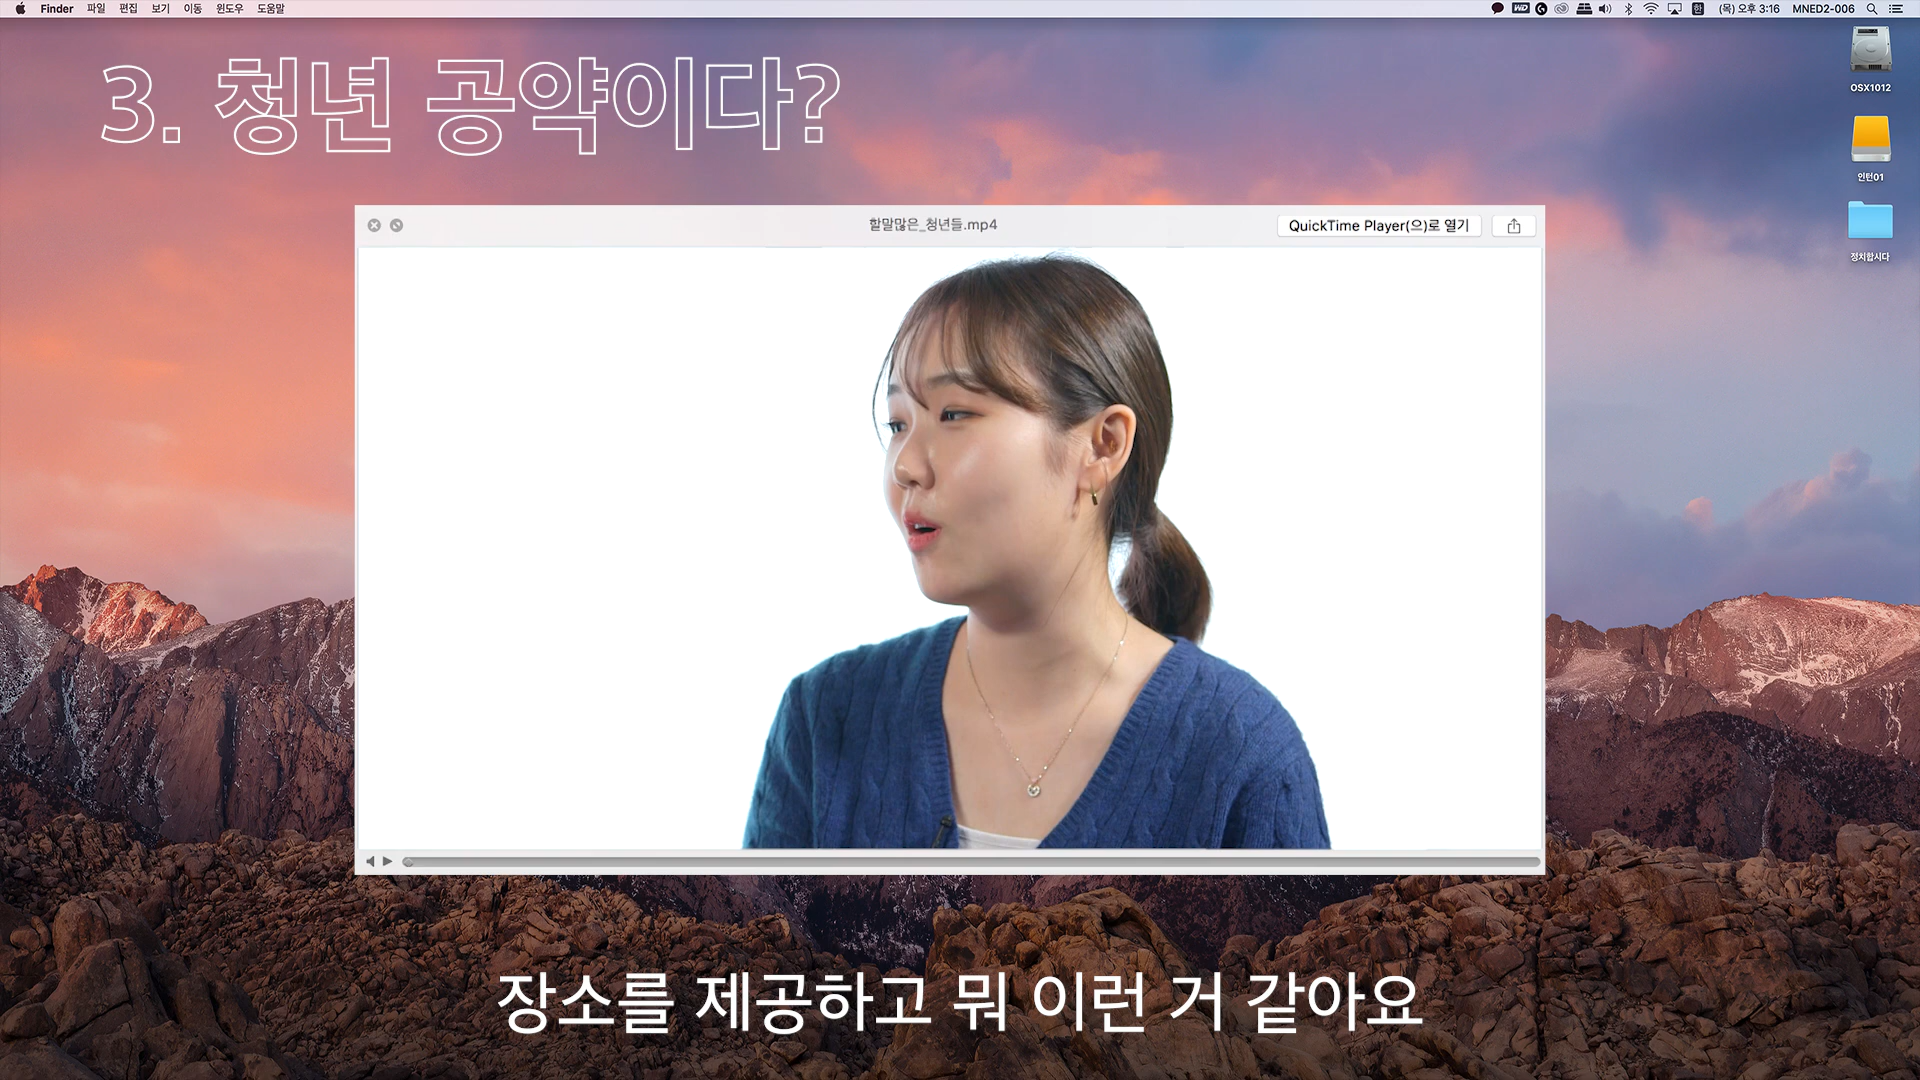 Finder 파일 편집 보기 이동 윈도우 도움말
(목) 오후 3:16 MNED2-006
3. 청년 공약이다?
OSX1012
인턴01
정치합시다
할말많은_청년들.mp4
QuickTime Player(으)로 열기
장소를 제공하고 뭐 이런 거 같아요